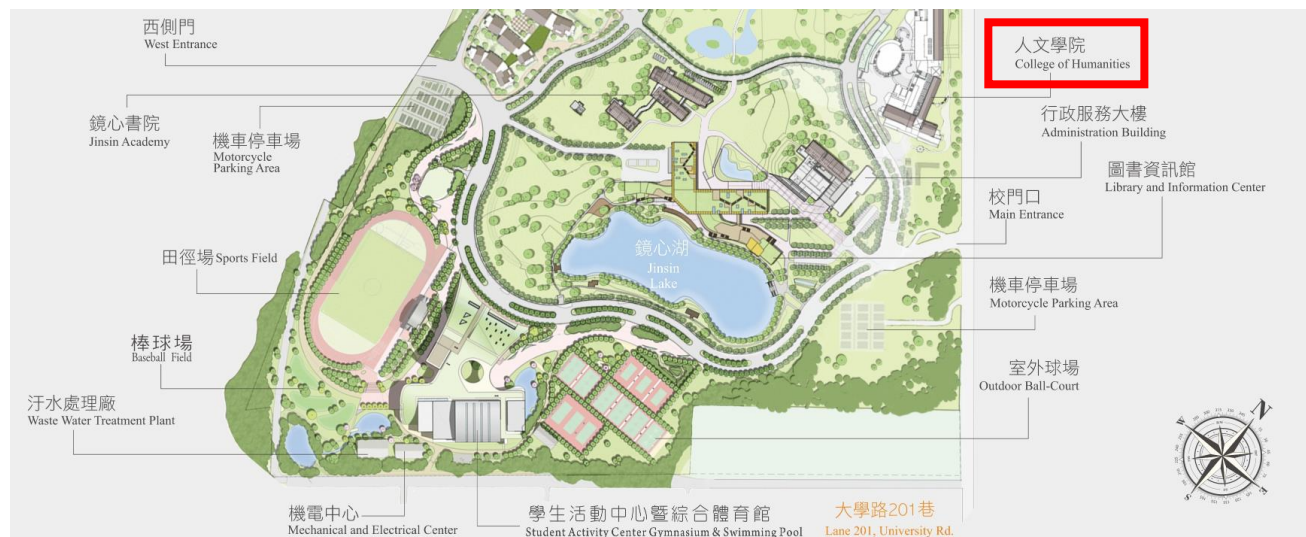 西側門
West Entrance
人文學院
College of Humanities
鏡心書院
Jinsin Academy
機車停車場
Motorcycle
Parking Area
行政服務大樓
Administration Building
圖書資訊館
Library and Information Center
校門口
Main Entrance
鏡心湖
Jinsin
Lake
田徑場 Sports Field
機車停車場
Motorcycle Parking Area
棒球場
Baseball Field
室外球場
Outdoor Ball-Court
汙水處理廠
Waste Water Treatment Plant
機電中心
Mechanical and Electrical Center
學生活動中心暨綜合體育館
Student Activity Center Gymnasium & Swimming Pool
大學路201巷
Lane 201, University Rd.
N
W
S
E